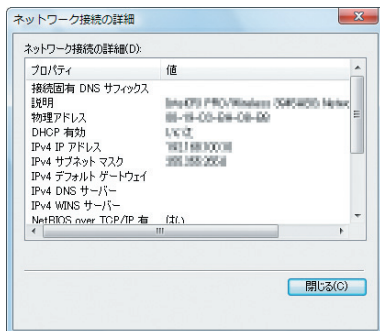 ネットワーク接続の詳細
ネットワーク接続の詳細(D):
プロパティ 値
接続固有 DNS サフィックス
説明
物理アドレス
DHCP 有効 いいえ
IPv4 IP アドレス
IPv4 サブネット マスク
IPv4 デフォルト ゲートウェイ
IPv4 DNS サーバー
IPv4 WINS サーバー
NetBIOS over TCP/IP 有 はい
閉じる(C)